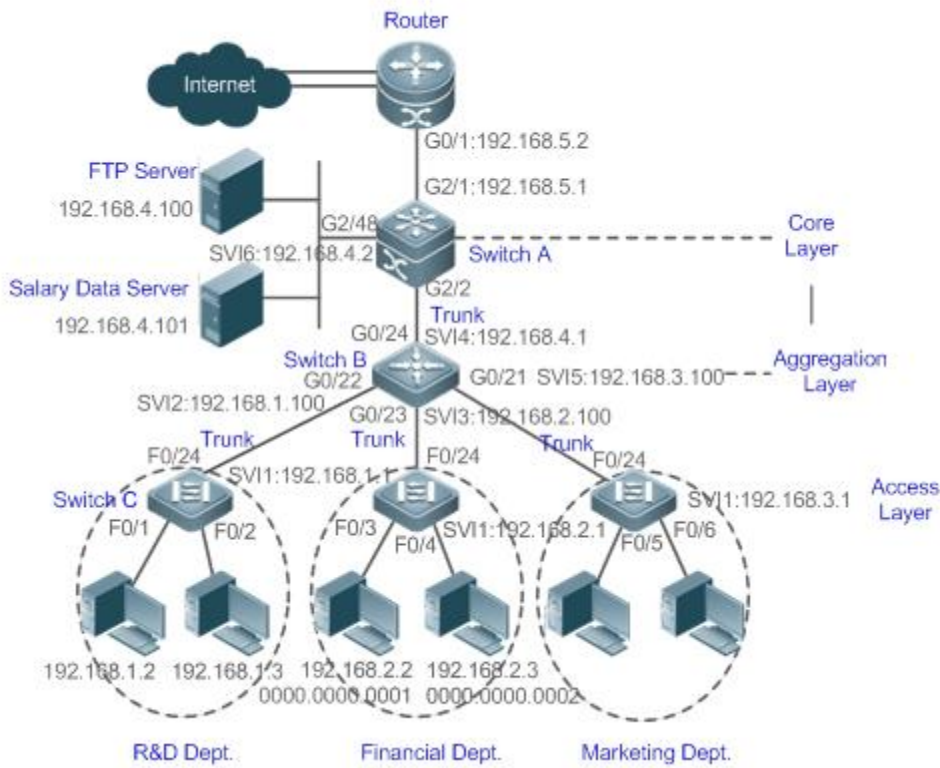 Router
Internet
G0/1:192.168.5.2
FTP Server
192.168.4.100
G2/1:192.168.5.1
G2/48
SVI6:192.168.4.2
Switch A
Core
Layer
Salary Data Server
192.168.4.101
G2/2
Trunk
G0/24
SVI4:192.168.4.1
Switch B
G0/22
G0/21 SVI5:192.168.3.100
Aggregation
Layer
SVI2:192.168.1.100
G0/23
SVI3:192.168.2.100
Trunk
Trunk
Trunk
F0/24
F0/24
F0/24
SVI1:192.168.1.1
Switch C
SVI1:192.168.3.1
Access
Layer
F0/1
F0/2
F0/3
F0/4
SVI1:192.168.2.1
F0/5
F0/6
192.168.1.2
192.168.1.3
192.168.2.2
192.168.2.3
0000.0000.0001
0000.0000.0002
R&D Dept.
Financial Dept.
Marketing Dept.